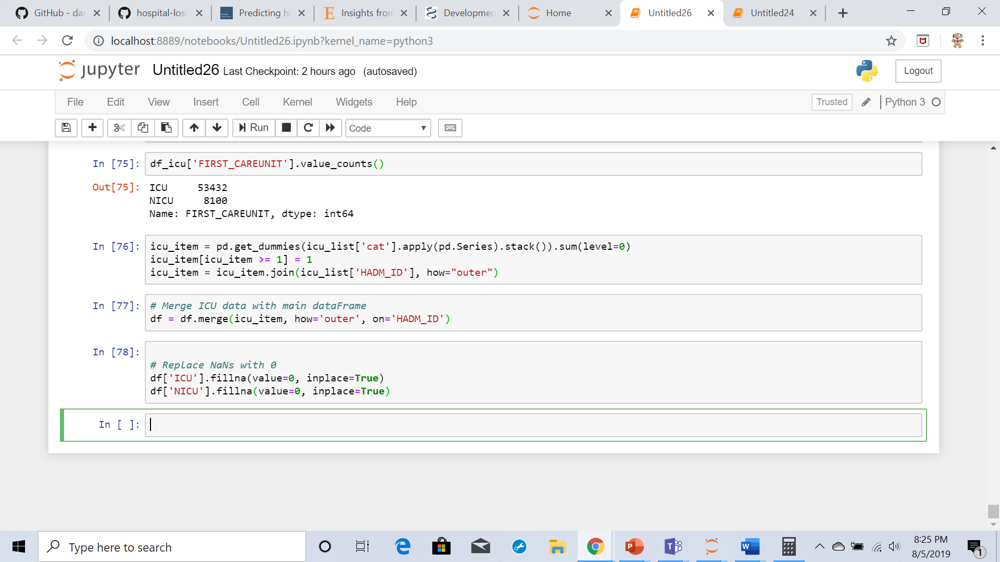 GitHub - dar
hospital-los-
Predicting ho
Insights from
Developmen
Home
Untitled26
Untitled24
localhost:8889/notebooks/Untitled26.ipynb?kernel_name=python3
jupyter Untitled26 Last Checkpoint: 2 hours ago (autosaved)
Logout
File Edit View Insert Cell Kernel Widgets Help
Trusted Python 3
Run Code
In [75]: df_icu['FIRST_CAREUNIT'].value_counts()
Out[75]: ICU     53432
NICU     8100
Name: FIRST_CAREUNIT, dtype: int64
In [76]: icu_item = pd.get_dummies(icu_list['cat'].apply(pd.Series).stack()).sum(level=0)
icu_item[icu_item >= 1] = 1
icu_item = icu_item.join(icu_list['HADM_ID'], how="outer")
In [77]: # Merge ICU data with main dataFrame
df = df.merge(icu_item, how='outer', on='HADM_ID')
In [78]:
# Replace NaNs with 0
df['ICU'].fillna(value=0, inplace=True)
df['NICU'].fillna(value=0, inplace=True)
In [ ]:
Type here to search
8:25 PM
8/5/2019
1